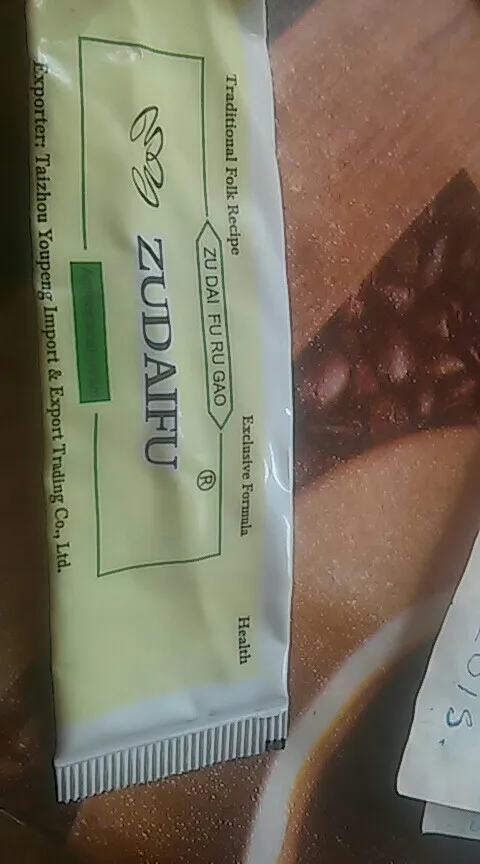 Traditional Folk Recipe Exclusive Formula Health
ZU DAI FU RU GAO
ZUDAIFU ®
Exporter: Taizhou Youpeng Import & Export Trading Co., Ltd.